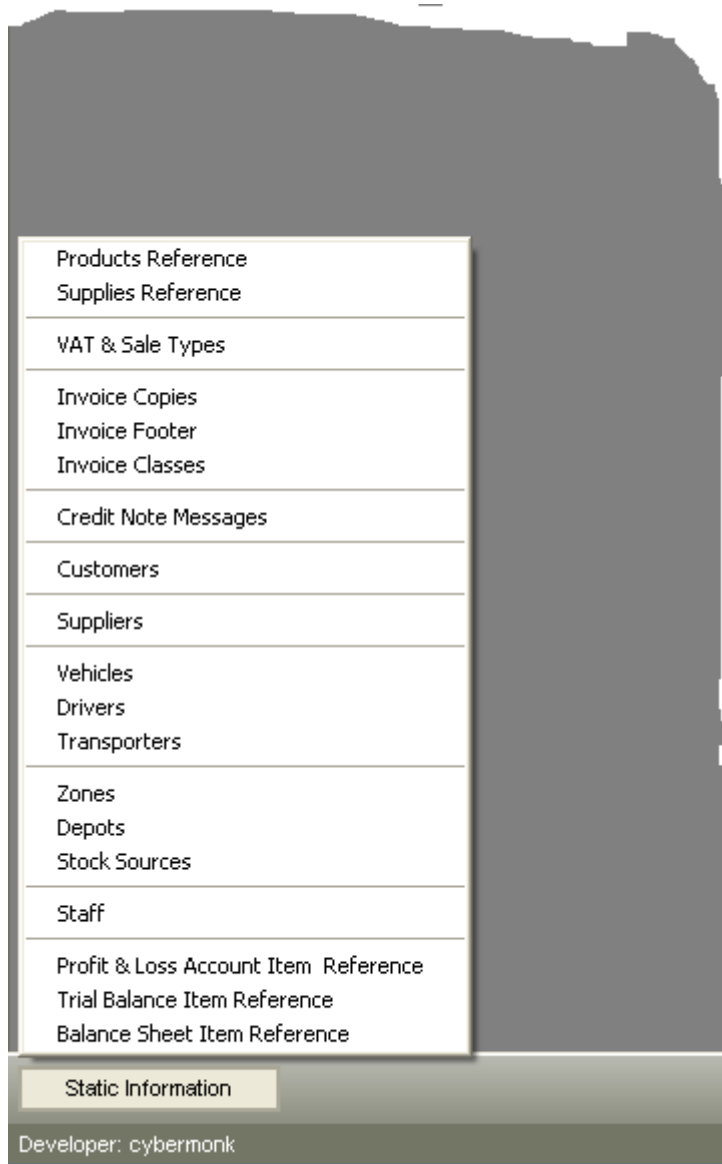 Products Reference
Supplies Reference
VAT & Sale Types
Invoice Copies
Invoice Footer
Invoice Classes
Credit Note Messages
Customers
Suppliers
Vehicles
Drivers
Transporters
Zones
Depots
Stock Sources
Staff
Profit & Loss Account Item  Reference
Trial Balance Item Reference
Balance Sheet Item Reference
Static Information
Developer: cybermonk